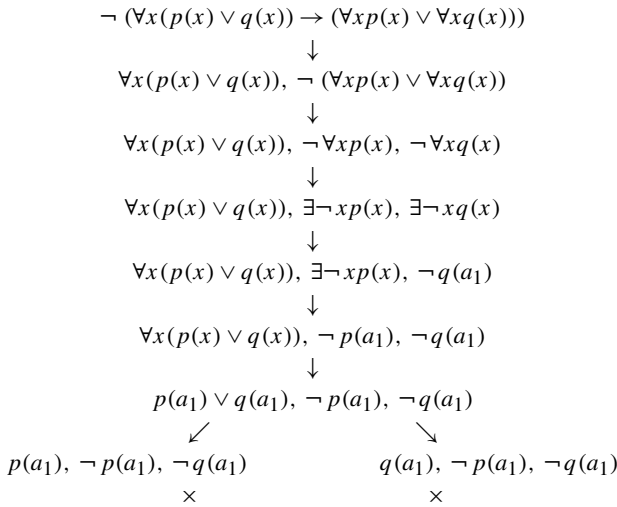 ¬ (∀x(p(x) ∨ q(x)) → (∀xp(x) ∨ ∀xq(x)))
↓
∀x(p(x) ∨ q(x)), ¬ (∀xp(x) ∨ ∀xq(x))
↓
∀x(p(x) ∨ q(x)), ¬∀xp(x), ¬∀xq(x)
↓
∀x(p(x) ∨ q(x)), ∃¬xp(x), ∃¬xq(x)
↓
∀x(p(x) ∨ q(x)), ∃¬xp(x), ¬q(a₁)
↓
∀x(p(x) ∨ q(x)), ¬p(a₁), ¬q(a₁)
↓
p(a₁) ∨ q(a₁), ¬p(a₁), ¬q(a₁)
↙ ↘
p(a₁), ¬p(a₁), ¬q(a₁) q(a₁), ¬p(a₁), ¬q(a₁)
× ×